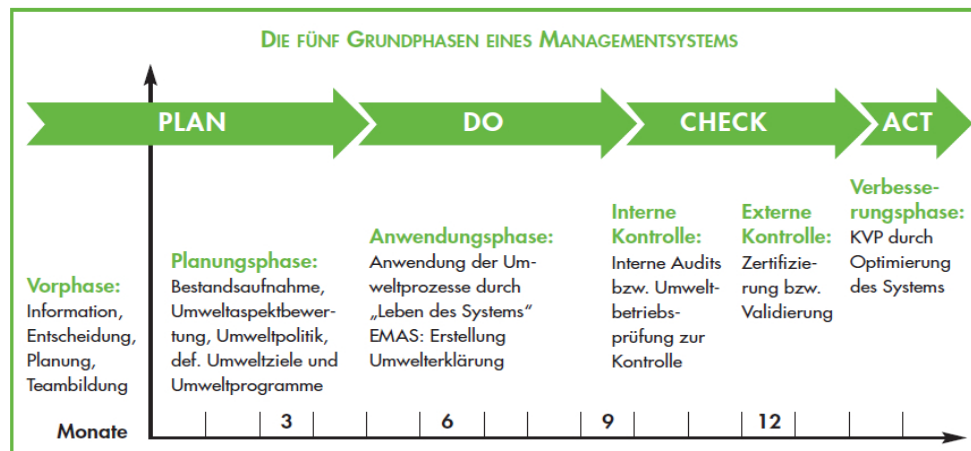 DIE FÜNF GRUNDPHASEN EINES MANAGEMENTSYSTEMS
PLAN
DO
CHECK
ACT
Vorphase:
Information,
Entscheidung,
Planung,
Teambildung
Planungsphase:
Bestandsaufnahme,
Umweltaspektbewer-
tung, Umweltpolitik,
def. Umweltziele und
Umweltprogramme
Anwendungsphase:
Anwendung der Um-
weltprozesse durch
„Leben des Systems“
EMAS: Erstellung
Umwelterklärung
Interne
Kontrolle:
Interne Audits
bzw. Umwelt-
betriebs-
prüfung zur
Kontrolle
Externe
Kontrolle:
Zertifizie-
rung bzw.
Validierung
Verbesse-
rungsphase:
KVP durch
Optimierung
des Systems
Monate
3
6
9
12